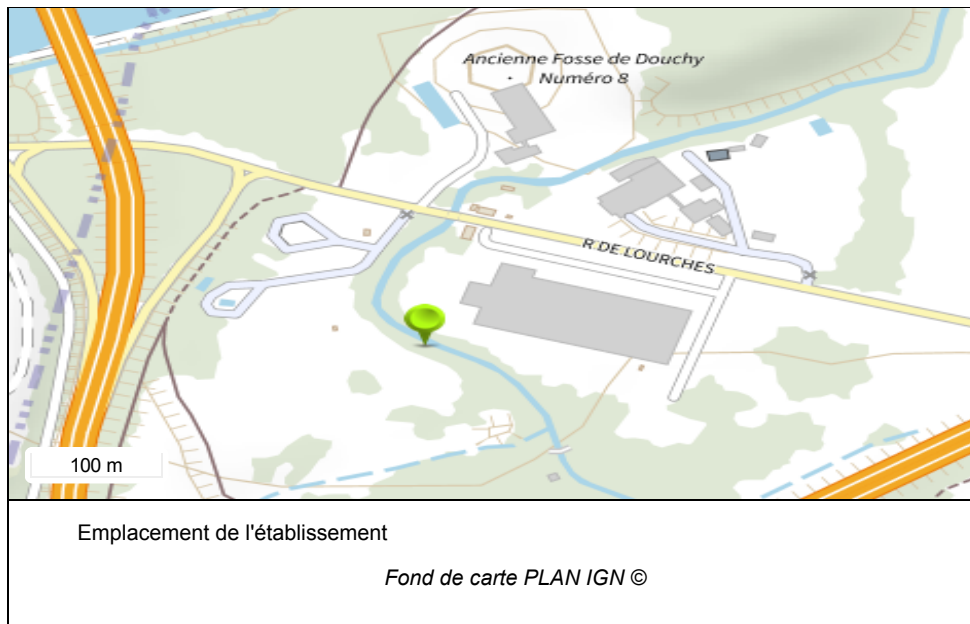 Ancienne Fosse de Douchy
Numéro 8
R DE LOURCHES
100 m
Emplacement de l'établissement
Fond de carte PLAN IGN ©